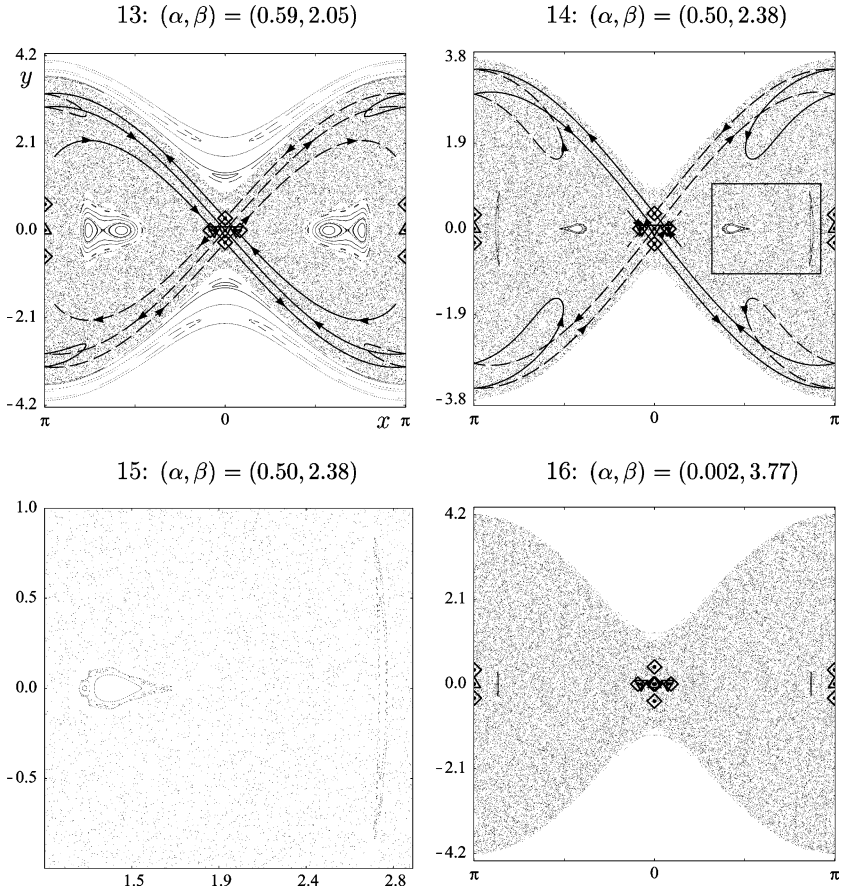 13: (α, β) = (0.59, 2.05)
4.2
y
2.1
0.0
−2.1
−4.2
π
0
x
π
14: (α, β) = (0.50, 2.38)
3.8
1.9
0.0
−1.9
−3.8
π
0
π
15: (α, β) = (0.50, 2.38)
1.0
0.5
0.0
−0.5
1.5
1.9
2.4
2.8
16: (α, β) = (0.002, 3.77)
4.2
2.1
0.0
−2.1
−4.2
π
0
π